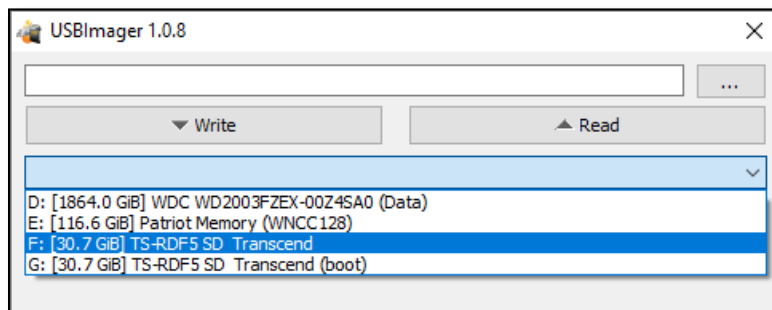 USBImager 1.0.8
...
Write
Read
D: [1864.0 GiB] WDC WD2003FZEX-00Z4SA0 (Data)
E: [116.6 GiB] Patriot Memory (WNCC128)
F: [30.7 GiB] TS-RDF5 SD  Transcend
G: [30.7 GiB] TS-RDF5 SD  Transcend (boot)